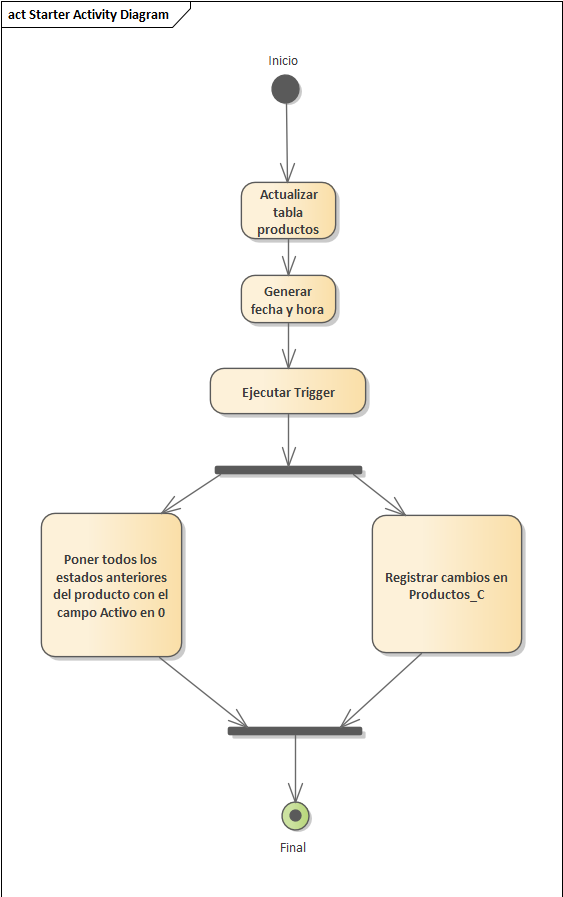 act Starter Activity Diagram
Inicio
Actualizar
tabla
productos
Generar
fecha y hora
Ejecutar Trigger
Poner todos los
estados anteriores
del producto con el
campo Activo en 0
Registrar cambios en
Productos_C
Final